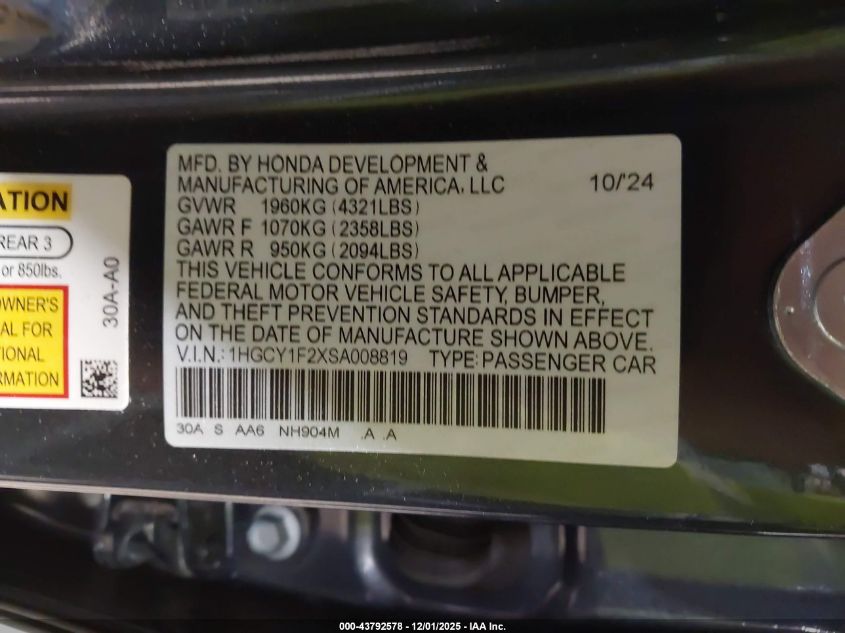 ATION
REAR 3
or 850lbs.
OWNER'S
AL FOR
TIONAL
RMATION
30A-A0
MFD. BY HONDA DEVELOPMENT &
MANUFACTURING OF AMERICA, LLC 10/'24
GVWR 1960KG (4321LBS)
GAWR F 1070KG (2358LBS)
GAWR R 950KG (2094LBS)
THIS VEHICLE CONFORMS TO ALL APPLICABLE
FEDERAL MOTOR VEHICLE SAFETY, BUMPER,
AND THEFT PREVENTION STANDARDS IN EFFECT
ON THE DATE OF MANUFACTURE SHOWN ABOVE.
V.I.N.: 1HGCY1F2XSA008819 TYPE: PASSENGER CAR
30A S AA6 NH904M .A .A
000-43792578 - 12/01/2025 - IAA Inc.